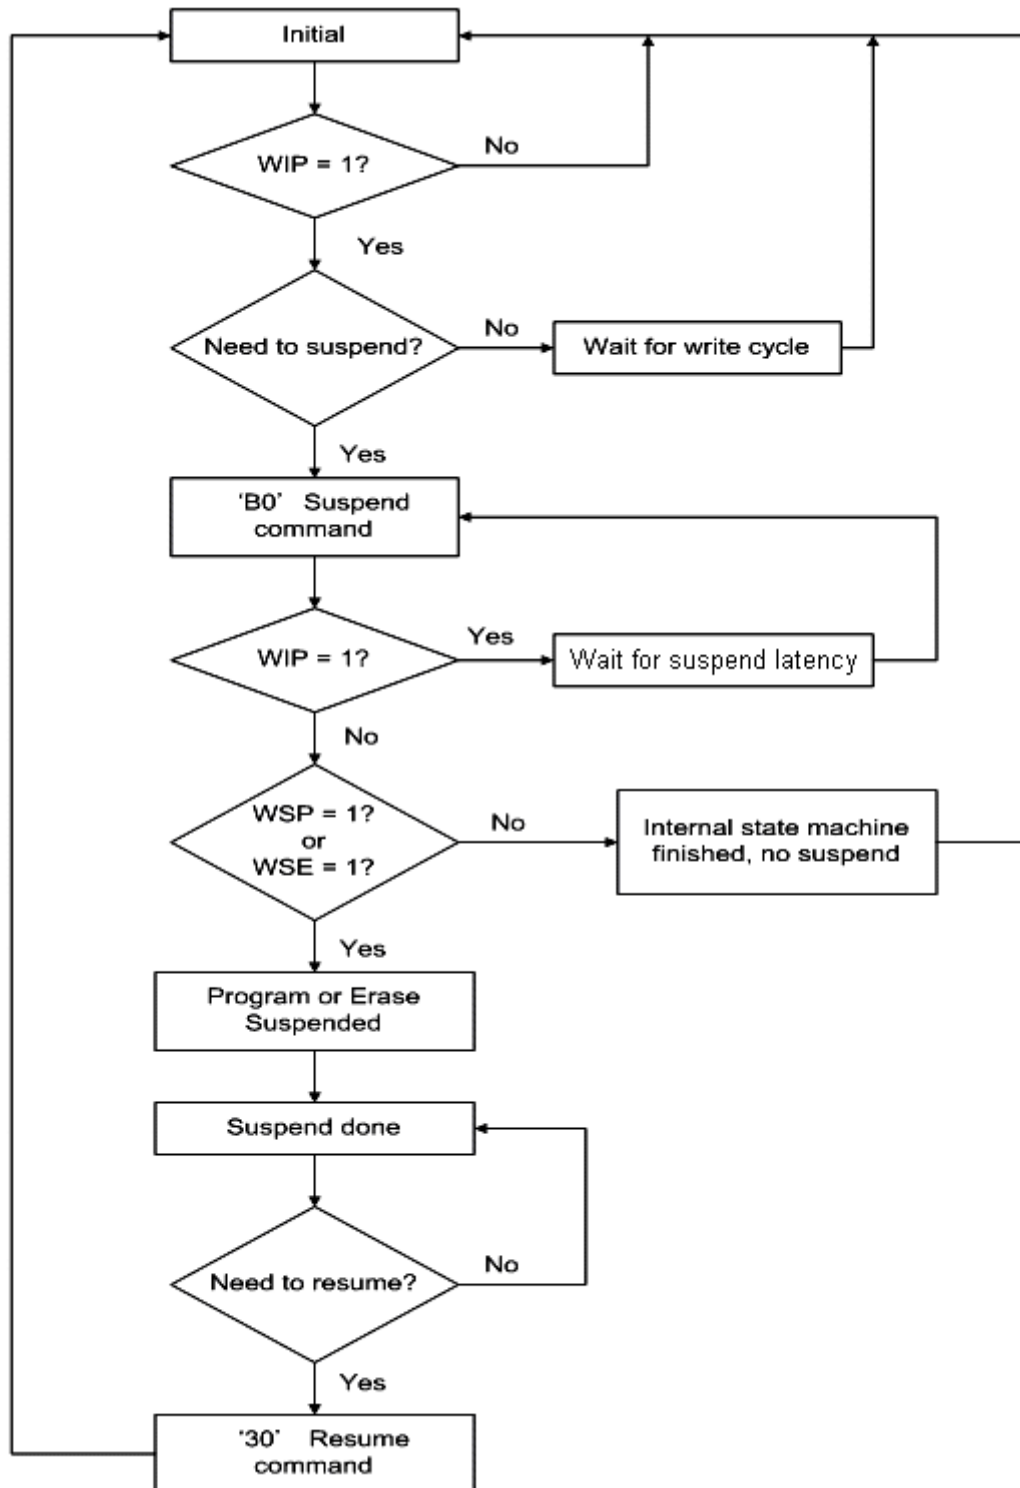 Initial
WIP = 1?
No
Yes
Need to suspend?
No
Wait for write cycle
Yes
‘B0’ Suspend
command
WIP = 1?
Yes
Wait for suspend latency
No
WSP = 1?
or
WSE = 1?
No
Internal state machine
finished, no suspend
Yes
Program or Erase
Suspended
Suspend done
Need to resume?
No
Yes
‘30’ Resume
command